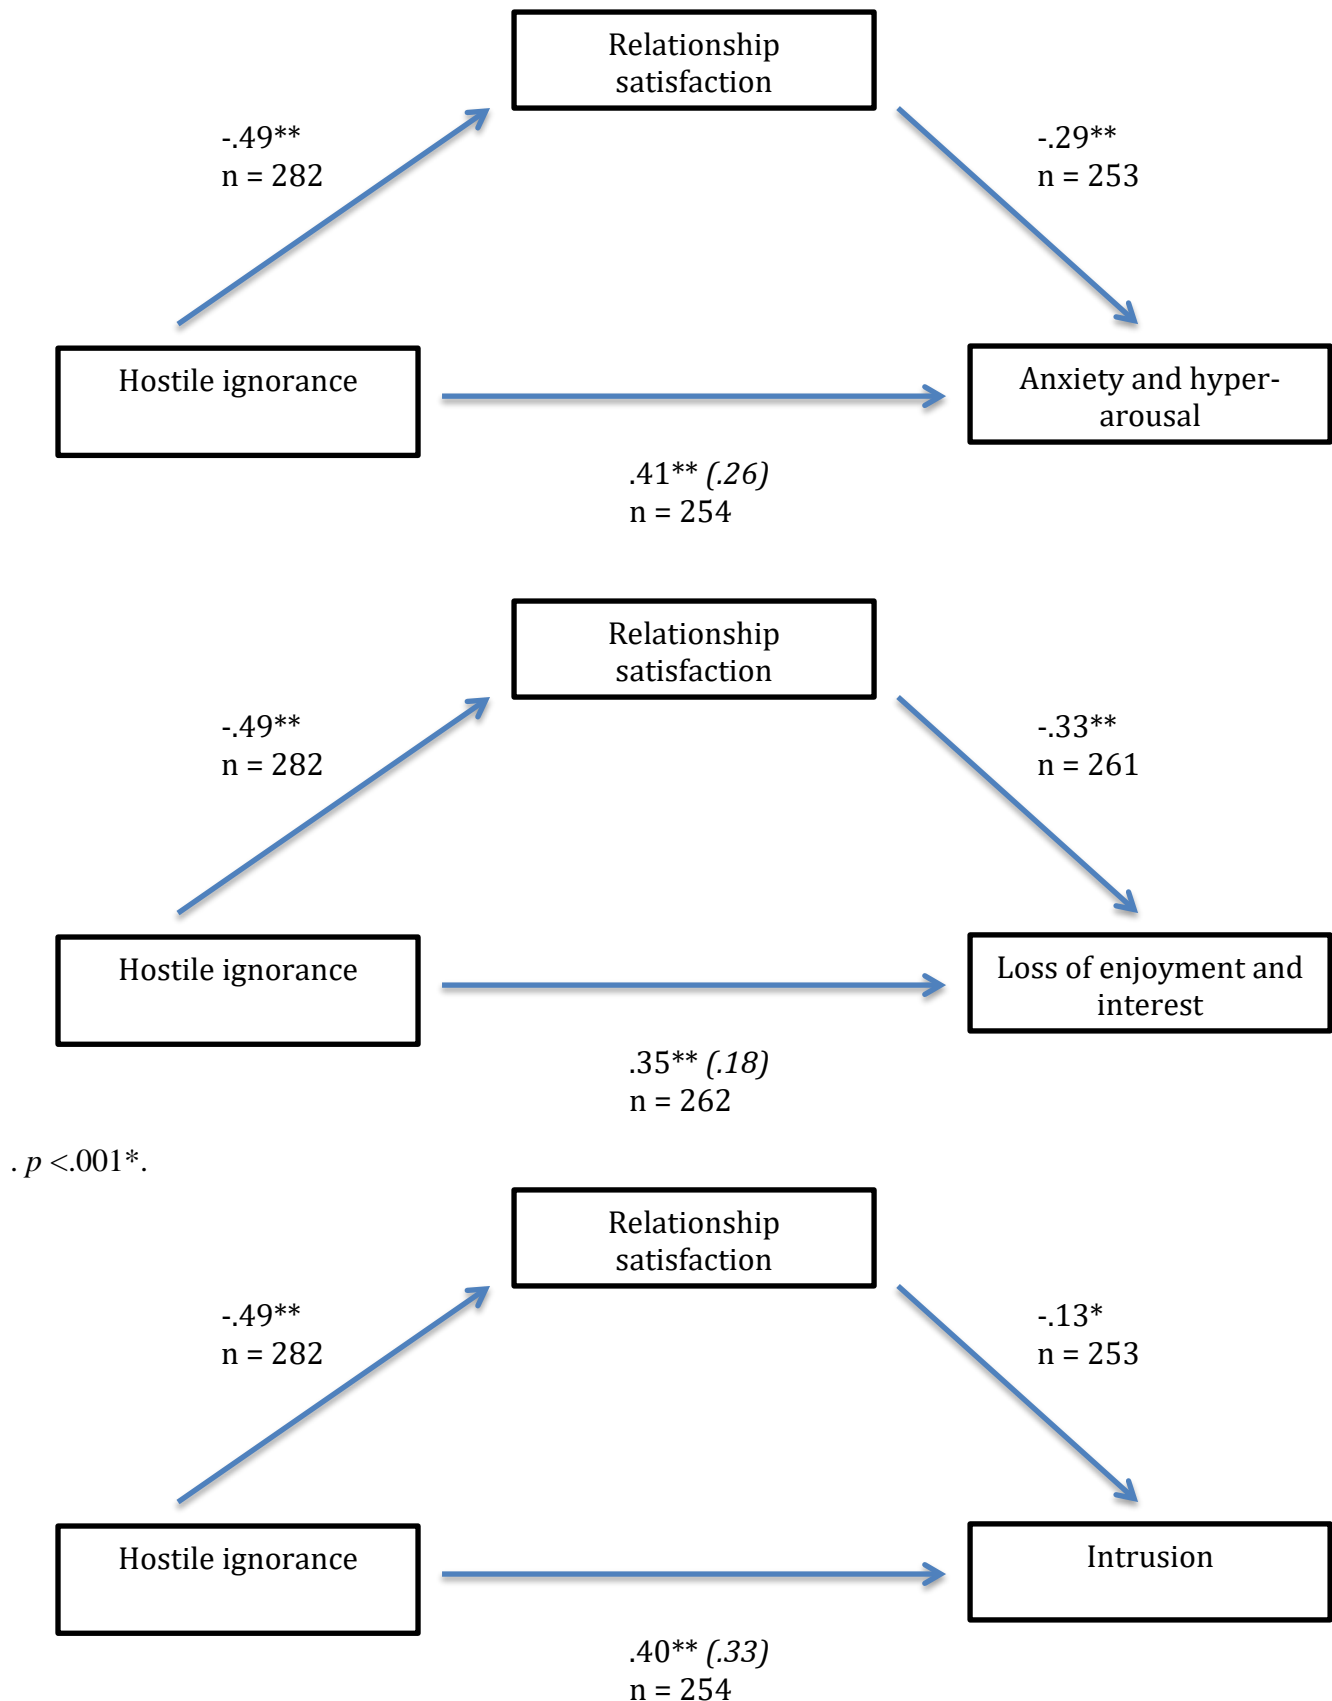 Relationship
satisfaction
-.49**
n = 282
-.29**
n = 253
Hostile ignorance
Anxiety and hyper-
arousal
.41** (.26)
n = 254
Relationship
satisfaction
-.49**
n = 282
-.33**
n = 261
Hostile ignorance
Loss of enjoyment and
interest
.35** (.18)
n = 262
. p <.001*.
Relationship
satisfaction
-.49**
n = 282
-.13*
n = 253
Hostile ignorance
Intrusion
.40** (.33)
n = 254